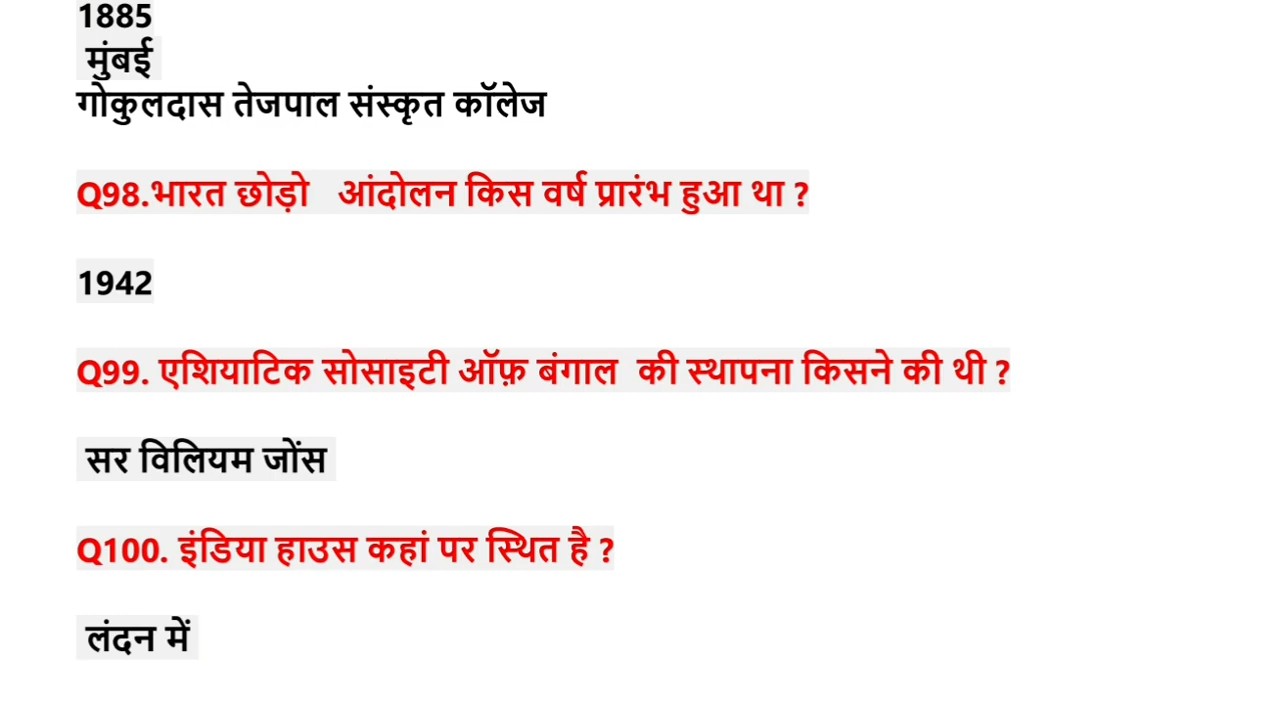 1885
मुंबई
गोकुलदास तेजपाल संस्कृत कॉलेज
Q98.भारत छोड़ो आंदोलन किस वर्ष प्रारंभ हुआ था ?
1942
Q99. एशियाटिक सोसाइटी ऑफ़ बंगाल की स्थापना किसने की थी ?
सर विलियम जोंस
Q100. इंडिया हाउस कहां पर स्थित है ?
लंदन में